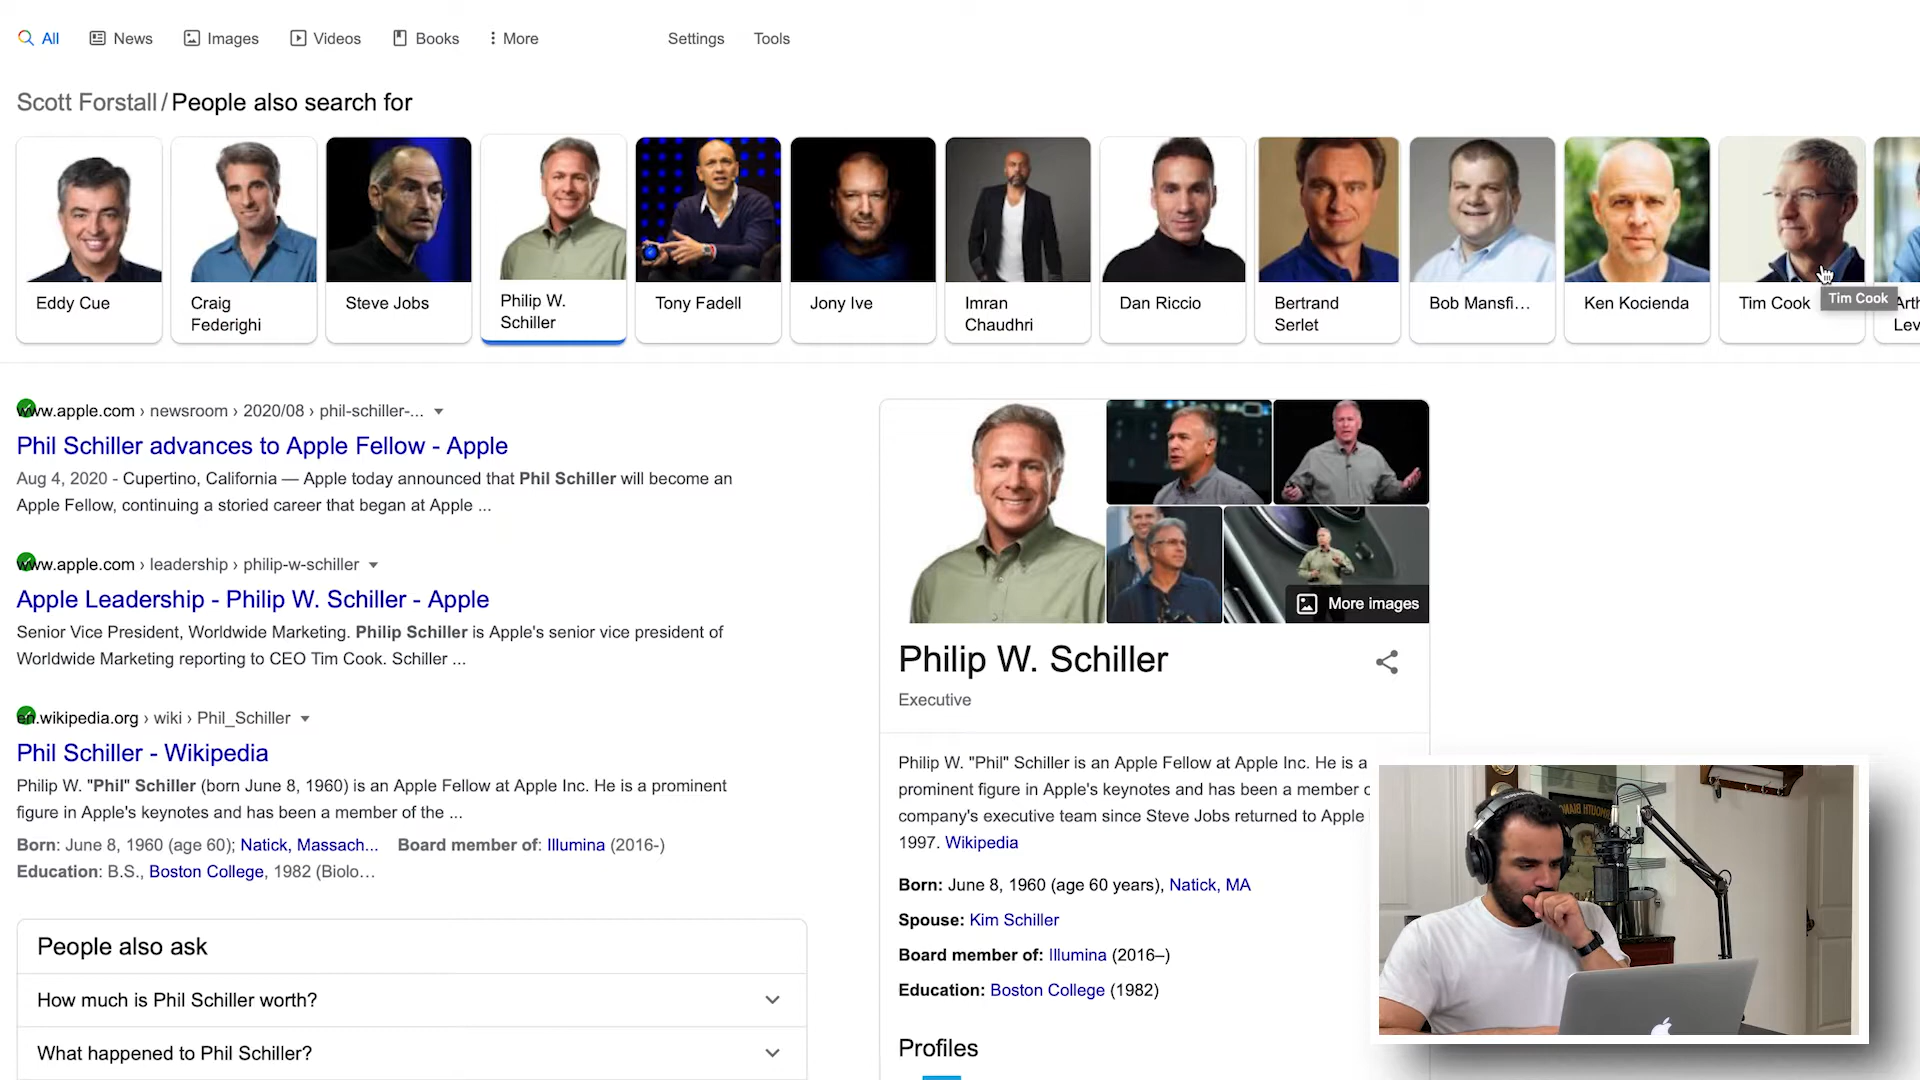 All
News
Images
Videos
Books
More
Settings
Tools
Scott Forstall / People also search for
Eddy Cue
Craig
Federighi
Steve Jobs
Philip W.
Schiller
Tony Fadell
Jony Ive
Imran
Chaudhri
Dan Riccio
Bertrand
Serlet
Bob Mansfi...
Ken Kocienda
Tim Cook
Tim Cook
Art
Lev
www.apple.com › newsroom › 2020/08 › phil-schiller-...
Phil Schiller advances to Apple Fellow - Apple
Aug 4, 2020 - Cupertino, California — Apple today announced that Phil Schiller will become an
Apple Fellow, continuing a storied career that began at Apple ...
www.apple.com › leadership › philip-w-schiller
Apple Leadership - Philip W. Schiller - Apple
Senior Vice President, Worldwide Marketing. Philip Schiller is Apple's senior vice president of
Worldwide Marketing reporting to CEO Tim Cook. Schiller ...
en.wikipedia.org › wiki › Phil_Schiller
Phil Schiller - Wikipedia
Philip W. "Phil" Schiller (born June 8, 1960) is an Apple Fellow at Apple Inc. He is a prominent
figure in Apple's keynotes and has been a member of the ...
Born: June 8, 1960 (age 60); Natick, Massach... Board member of: Illumina (2016-)
Education: B.S., Boston College, 1982 (Biolo...
People also ask
How much is Phil Schiller worth?
What happened to Phil Schiller?
More images
Philip W. Schiller
Executive
Philip W. "Phil" Schiller is an Apple Fellow at Apple Inc. He is a
prominent figure in Apple's keynotes and has been a member
company's executive team since Steve Jobs returned to Apple
1997. Wikipedia
Born: June 8, 1960 (age 60 years), Natick, MA
Spouse: Kim Schiller
Board member of: Illumina (2016–)
Education: Boston College (1982)
Profiles